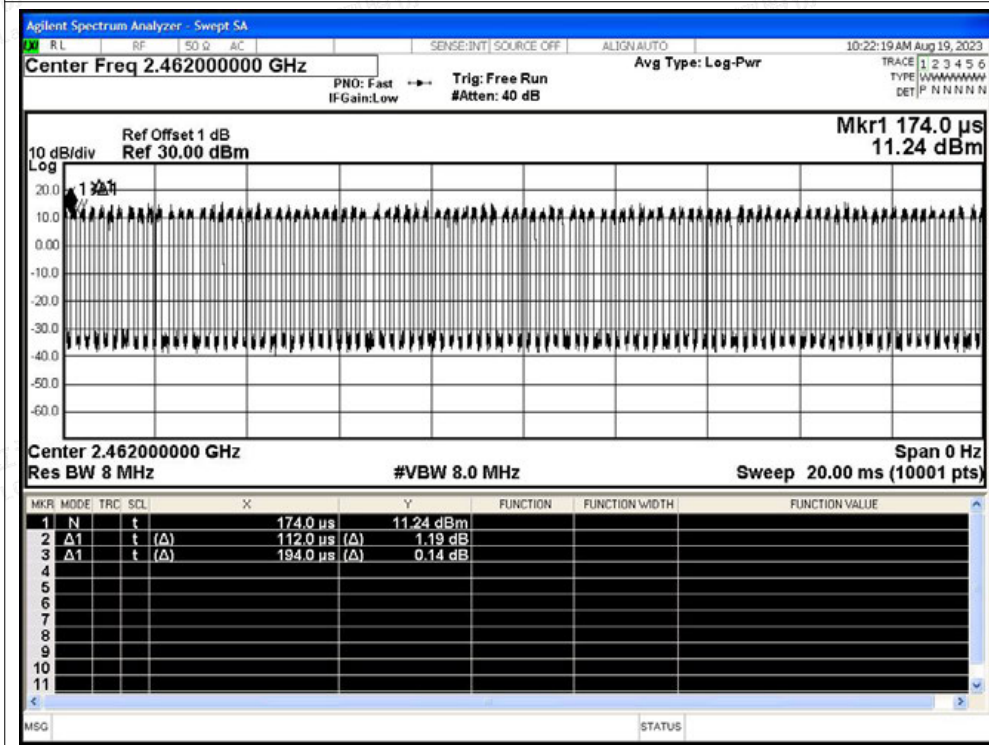 Agilent Spectrum Analyzer - Swept SA
RL RF 50 Ω AC SENSE:INT SOURCE OFF ALIGN AUTO 10:22:19 AM Aug 19, 2023
Center Freq 2.462000000 GHz Avg Type: Log-Pwr TRACE 1 2 3 4 5 6
PNO: Fast Trig: Free Run TYPE WWWWWW
IFGain:Low #Atten: 40 dB DET P N N N N N
Mkr1 174.0 µs
Ref Offset 1 dB
10 dB/div Ref 30.00 dBm 11.24 dBm
Log
20.0
10.0
0.00
-10.0
-20.0
-30.0
-40.0
-50.0
-60.0
Center 2.462000000 GHz Span 0 Hz
Res BW 8 MHz #VBW 8.0 MHz Sweep 20.00 ms (10001 pts)
MKR MODE TRC SCL X Y FUNCTION FUNCTION WIDTH FUNCTION VALUE
1 N t 174.0 µs 11.24 dBm
2 Δ1 t (Δ) 112.0 µs (Δ) 1.19 dB
3 Δ1 t (Δ) 194.0 µs (Δ) 0.14 dB
4
5
6
7
8
9
10
11
MSG STATUS